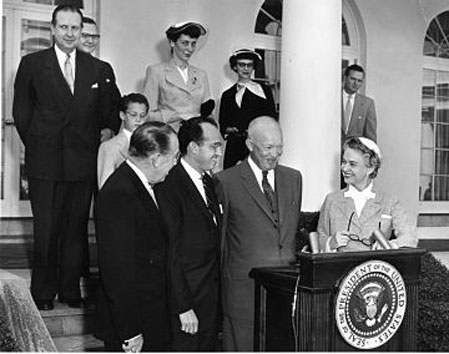 SEAL OF THE PRESIDENT
OF THE UNITED STATES